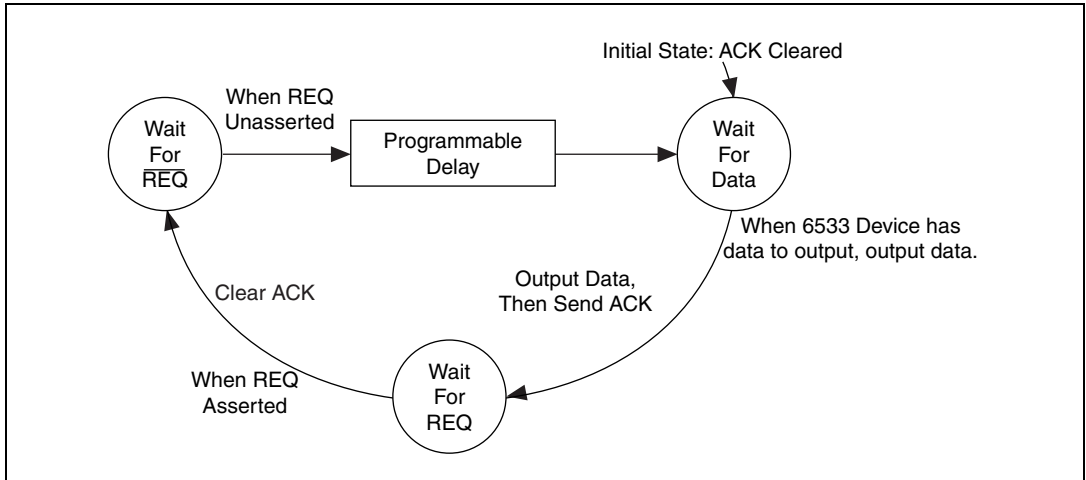 Initial State: ACK Cleared
When REQ
Unasserted
Wait
For
R̅E̅Q̅
Programmable
Delay
Wait
For
Data
When 6533 Device has
data to output, output data.
Output Data,
Then Send ACK
Clear ACK
When REQ
Asserted
Wait
For
REQ